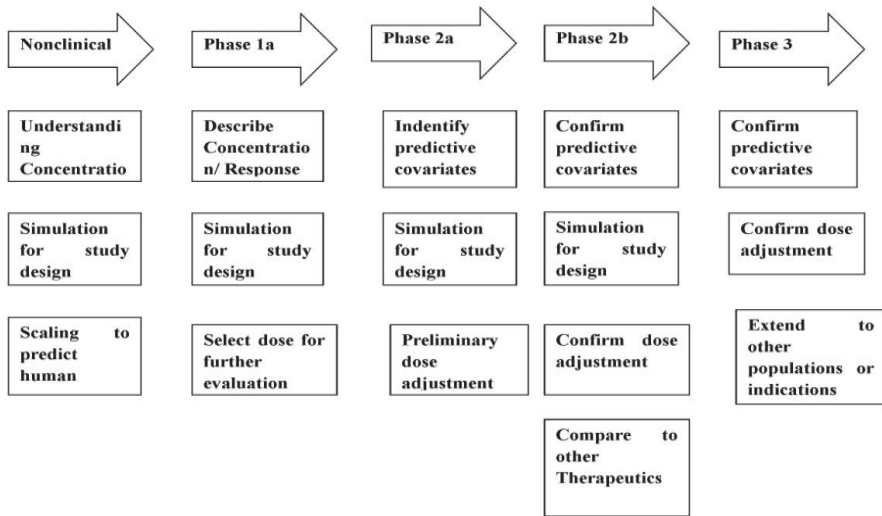 Nonclinical
Phase 1a
Phase 2a
Phase 2b
Phase 3
Understandi
ng
Concentratio
Describe
Concentratio
n/ Response
Indentify
predictive
covariates
Confirm
predictive
covariates
Confirm
predictive
covariates
Simulation
for study
design
Simulation
for study
design
Simulation
for study
design
Simulation
for study
design
Confirm dose
adjustment
Scaling to
predict
human
Select dose for
further
evaluation
Preliminary
dose
adjustment
Confirm dose
adjustment
Extend to
other
populations or
indications
Compare to
other
Therapeutics